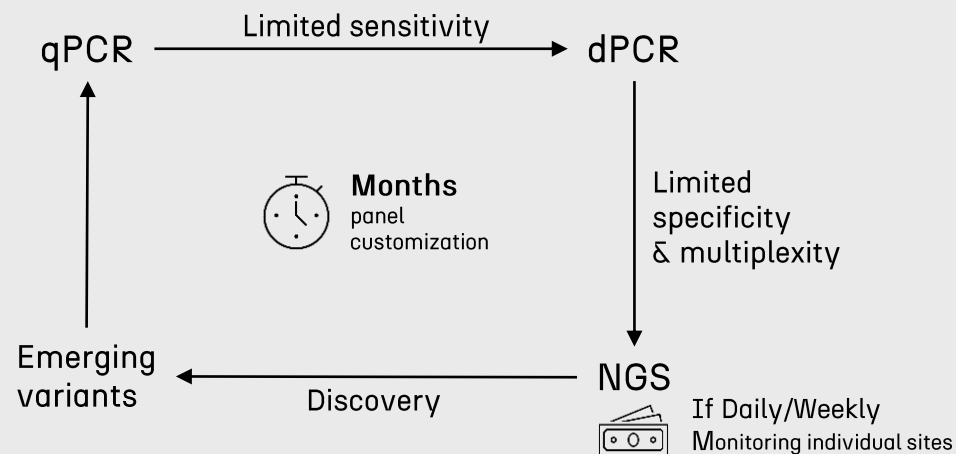 qPCR
Limited sensitivity
dPCR
Months
panel
customization
Limited
specificity
& multiplexity
Emerging
variants
Discovery
NGS
If Daily/Weekly
Monitoring individual sites